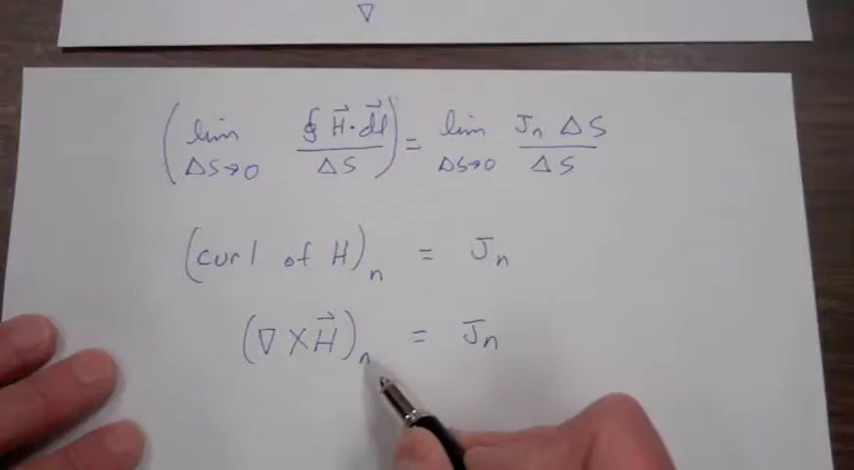 ∇
( lim ΔS→0 ∮ H⃗ · dl⃗ / ΔS ) = lim ΔS→0 Jn ΔS / ΔS
(curl of H)n = Jn
(∇ × H⃗)n = Jn